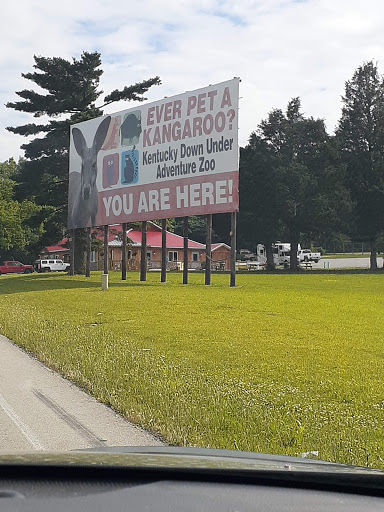 EVER PET A
KANGAROO?
Kentucky Down Under
Adventure Zoo
YOU ARE HERE!